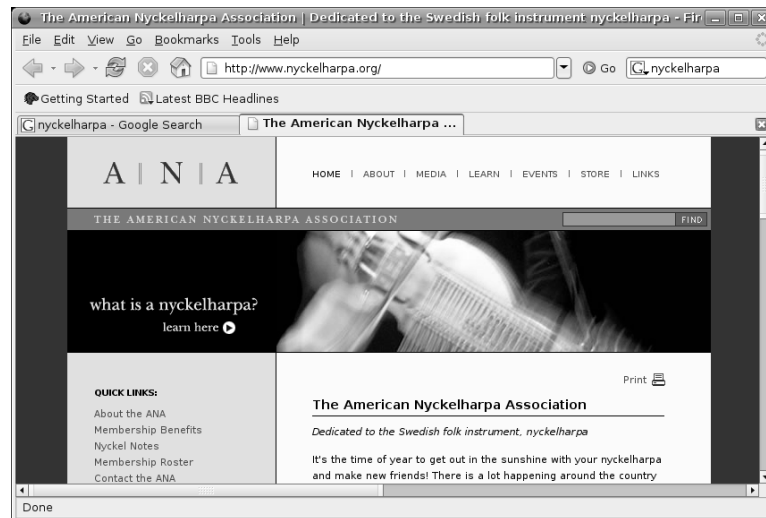 The American Nyckelharpa Association | Dedicated to the Swedish folk instrument nyckelharpa - Fir
File Edit View Go Bookmarks Tools Help
http://www.nyckelharpa.org/ Go G nyckelharpa
Getting Started Latest BBC Headlines
G nyckelharpa - Google Search The American Nyckelharpa ...
A | N | A
HOME | ABOUT | MEDIA | LEARN | EVENTS | STORE | LINKS
THE AMERICAN NYCKELHARPA ASSOCIATION FIND
what is a nyckelharpa?
learn here
Print
QUICK LINKS:
About the ANA
Membership Benefits
Nyckel Notes
Membership Roster
Contact the ANA
The American Nyckelharpa Association
Dedicated to the Swedish folk instrument, nyckelharpa
It's the time of year to get out in the sunshine with your nyckelharpa
and make new friends! There is a lot happening around the country
Done